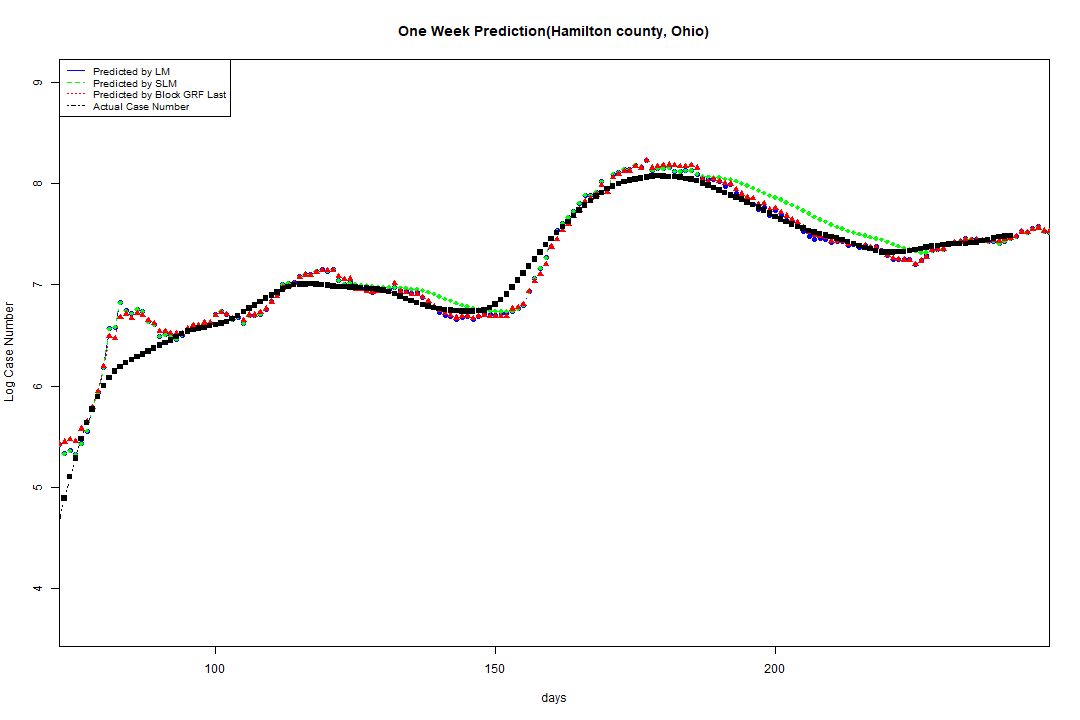 One Week Prediction(Hamilton county, Ohio)
Predicted by LM
Predicted by SLM
Predicted by Block GRF Last
Actual Case Number
9
8
7
6
5
4
Log Case Number
100 150 200
days